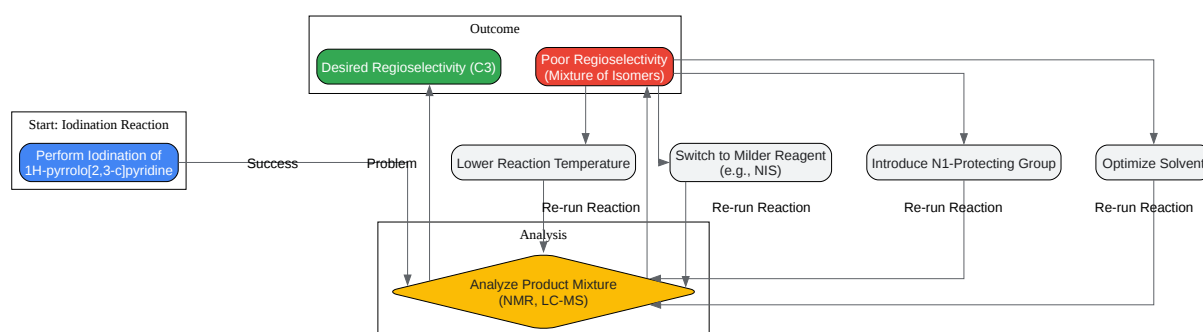 Outcome
Desired Regioselectivity (C3)
Poor Regioselectivity
(Mixture of Isomers)
Start: Iodination Reaction
Perform Iodination of
1H-pyrrolo[2,3-c]pyridine
Success
Problem
Lower Reaction Temperature
Switch to Milder Reagent
(e.g., NIS)
Introduce N1-Protecting Group
Optimize Solvent
Re-run Reaction
Re-run Reaction
Re-run Reaction
Re-run Reaction
Analysis
Analyze Product Mixture
(NMR, LC-MS)